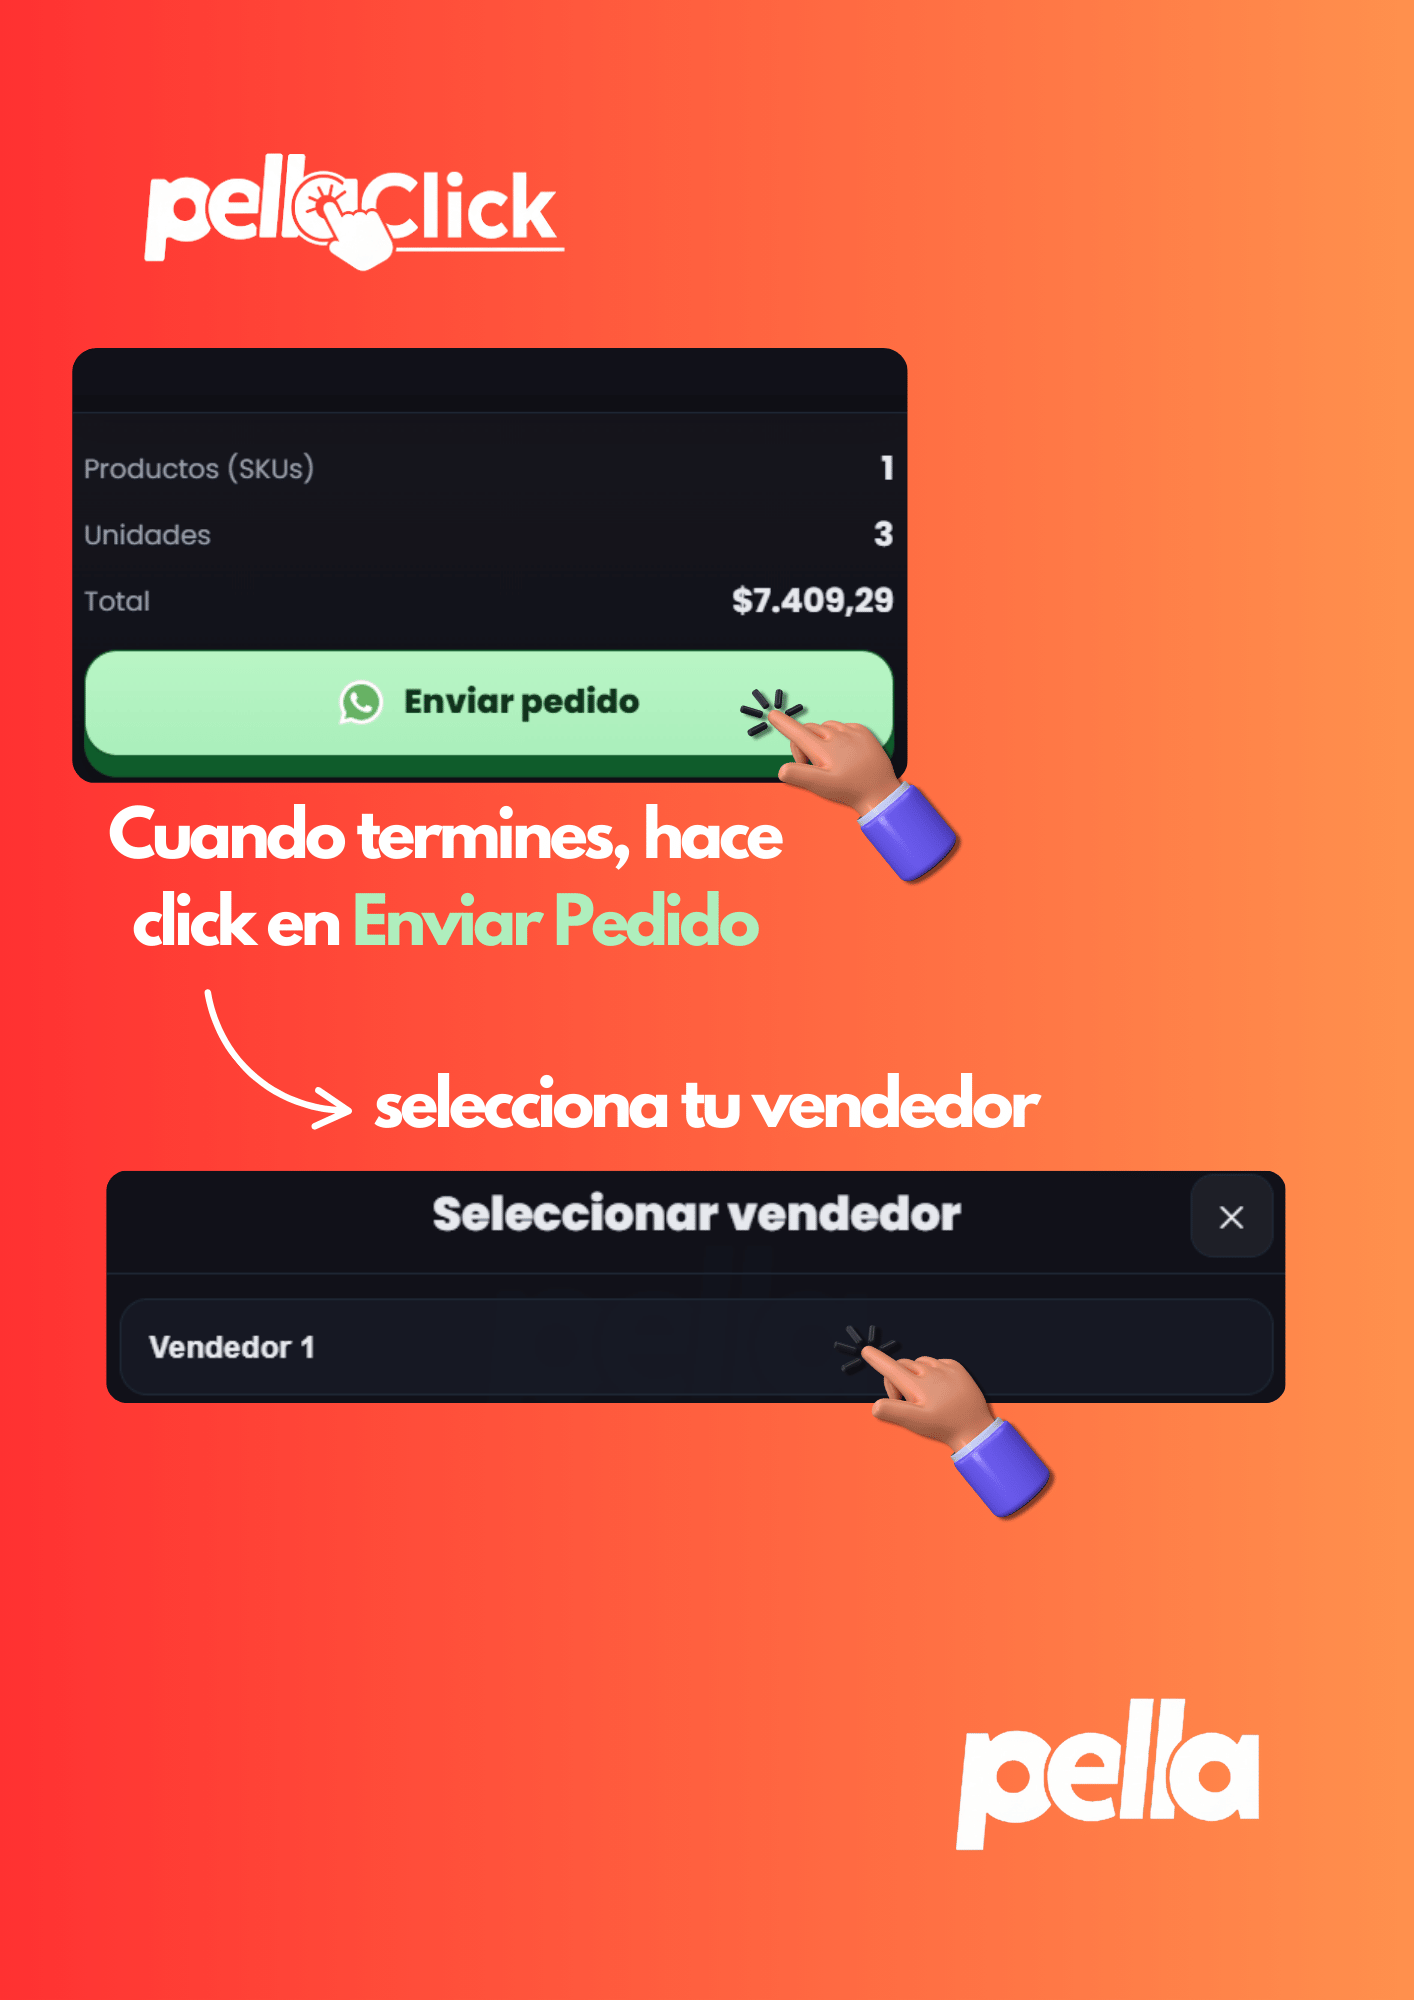 pellaClick
Productos (SKUs) 1
Unidades 3
Total $7.409,29
Enviar pedido
Cuando termines, hace
click en Enviar Pedido
selecciona tu vendedor
Seleccionar vendedor
Vendedor 1
pella